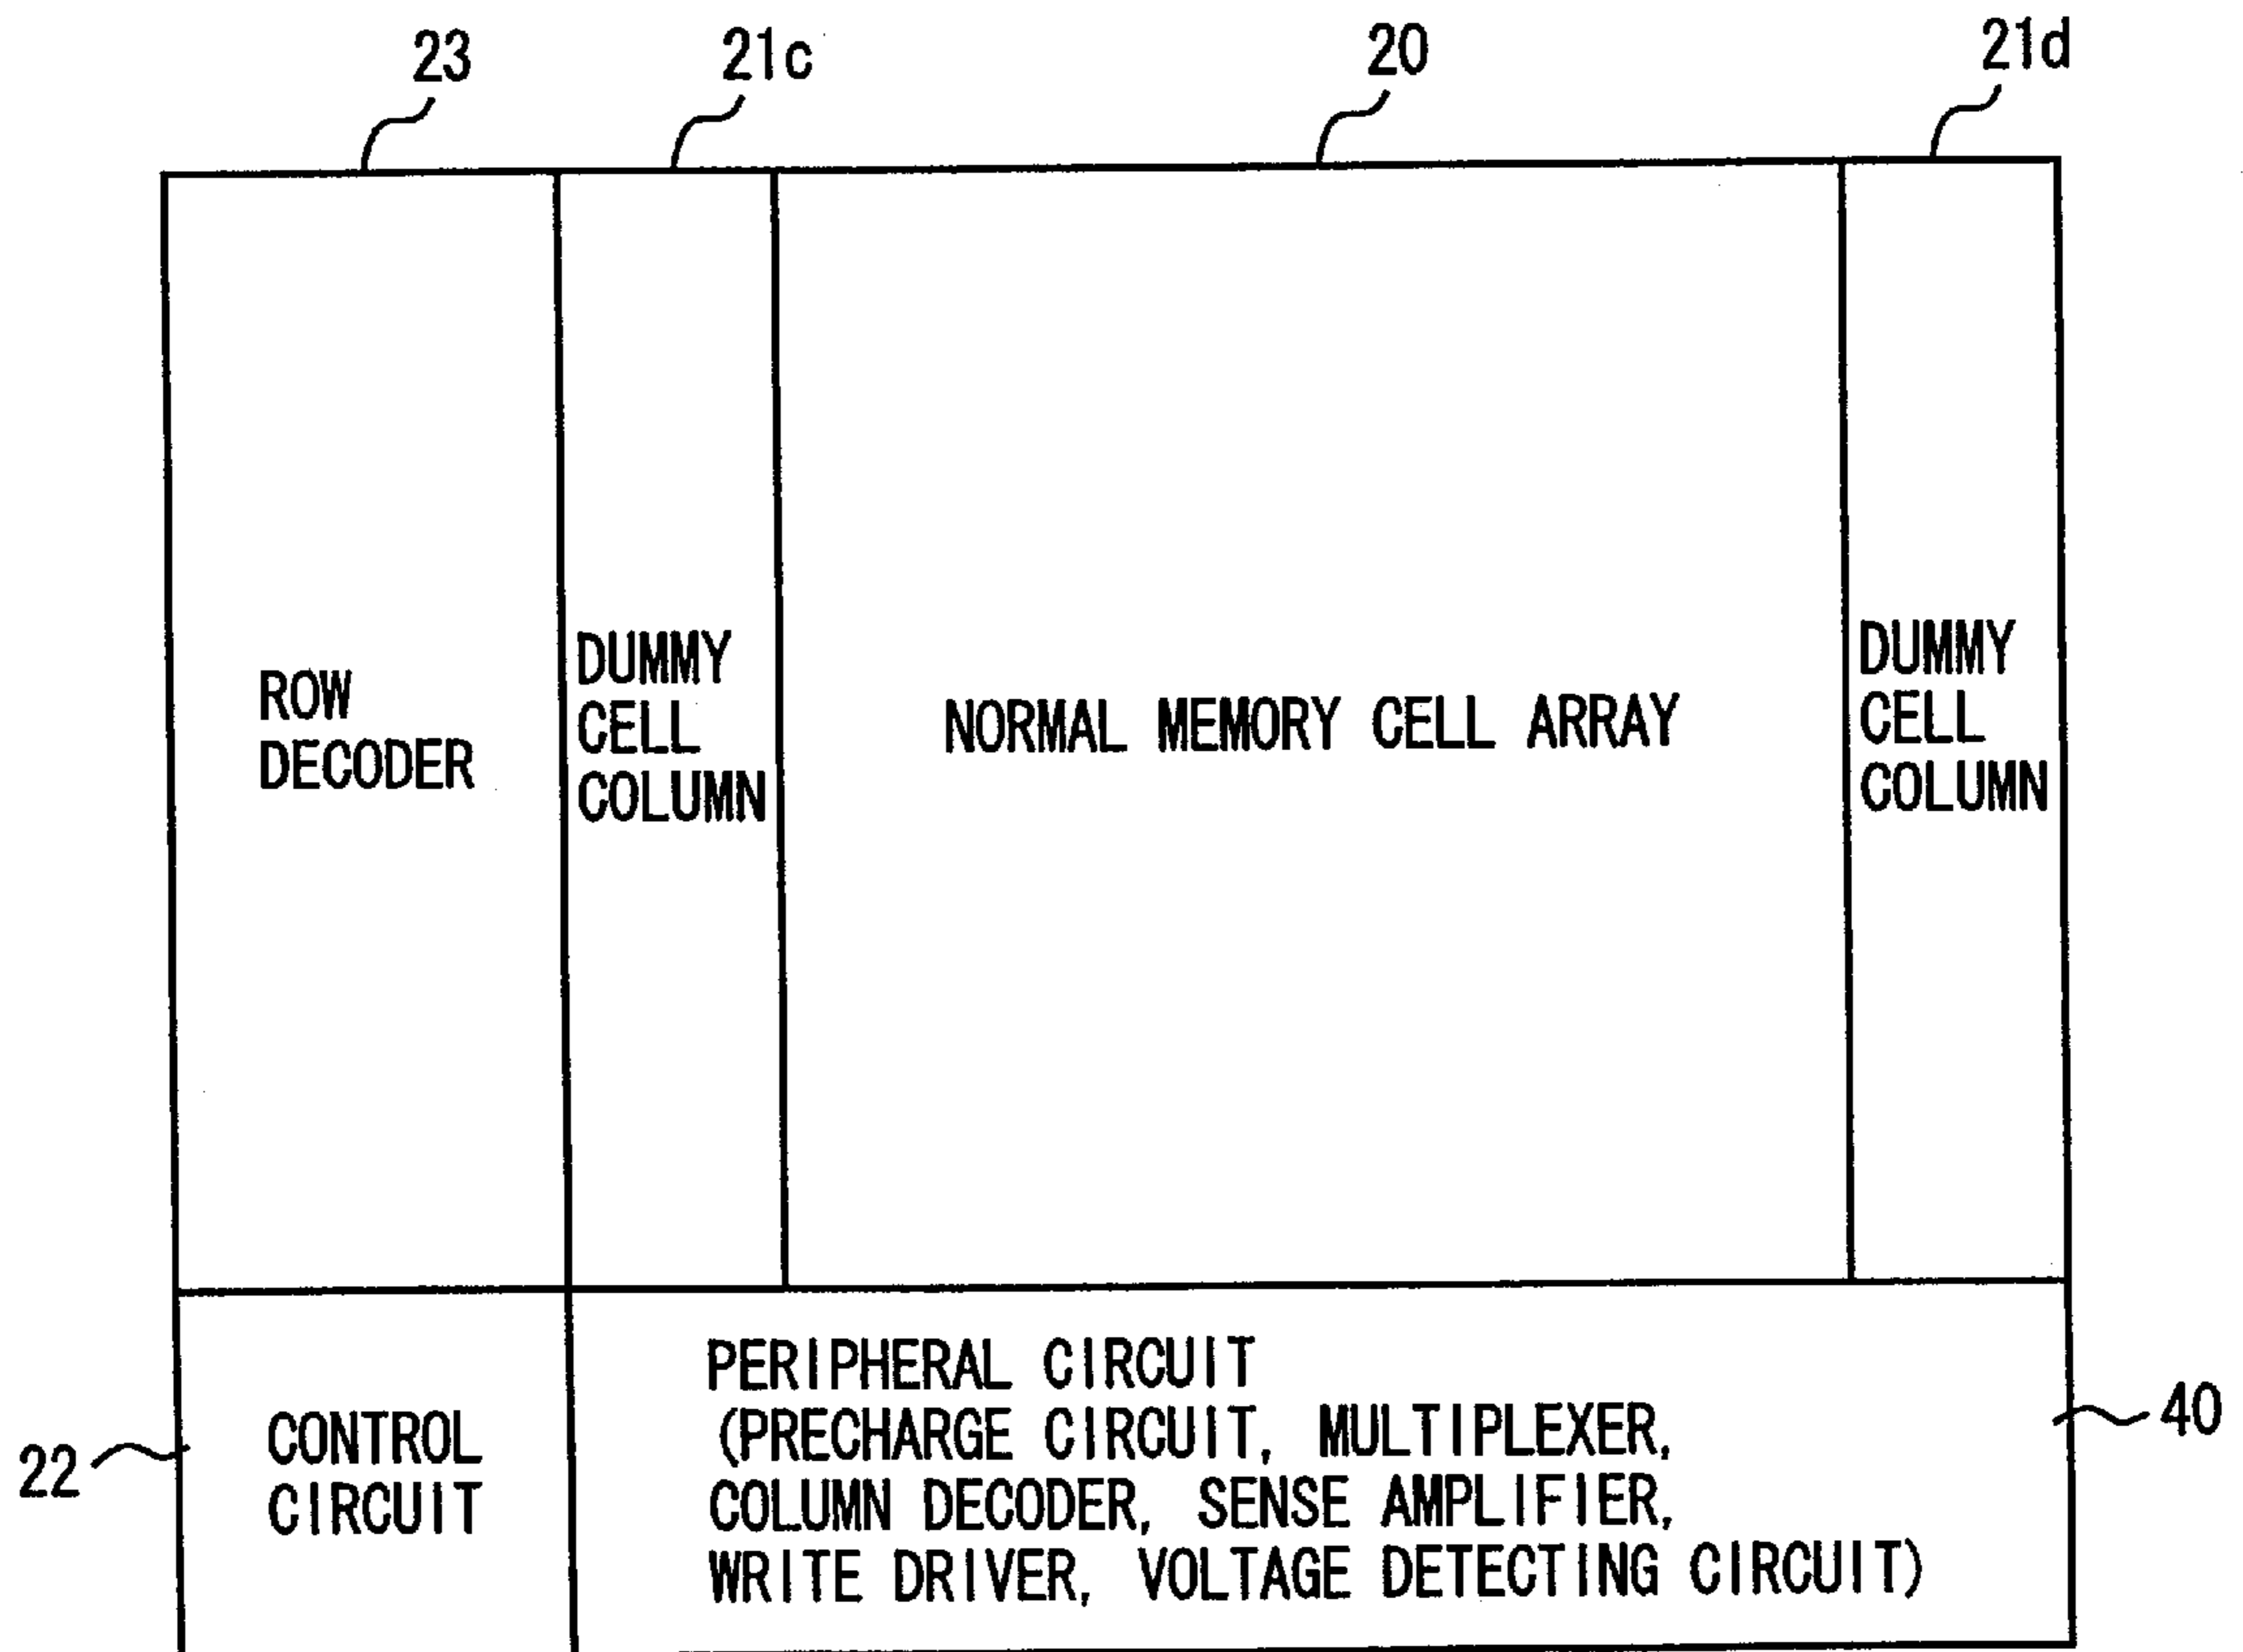 23
21c
20
21d
ROW
DECODER
DUMMY
CELL
COLUMN
NORMAL MEMORY CELL ARRAY
DUMMY
CELL
COLUMN
22
CONTROL
CIRCUIT
PERIPHERAL CIRCUIT
(PRECHARGE CIRCUIT, MULTIPLEXER,
COLUMN DECODER, SENSE AMPLIFIER,
WRITE DRIVER, VOLTAGE DETECTING CIRCUIT)
40